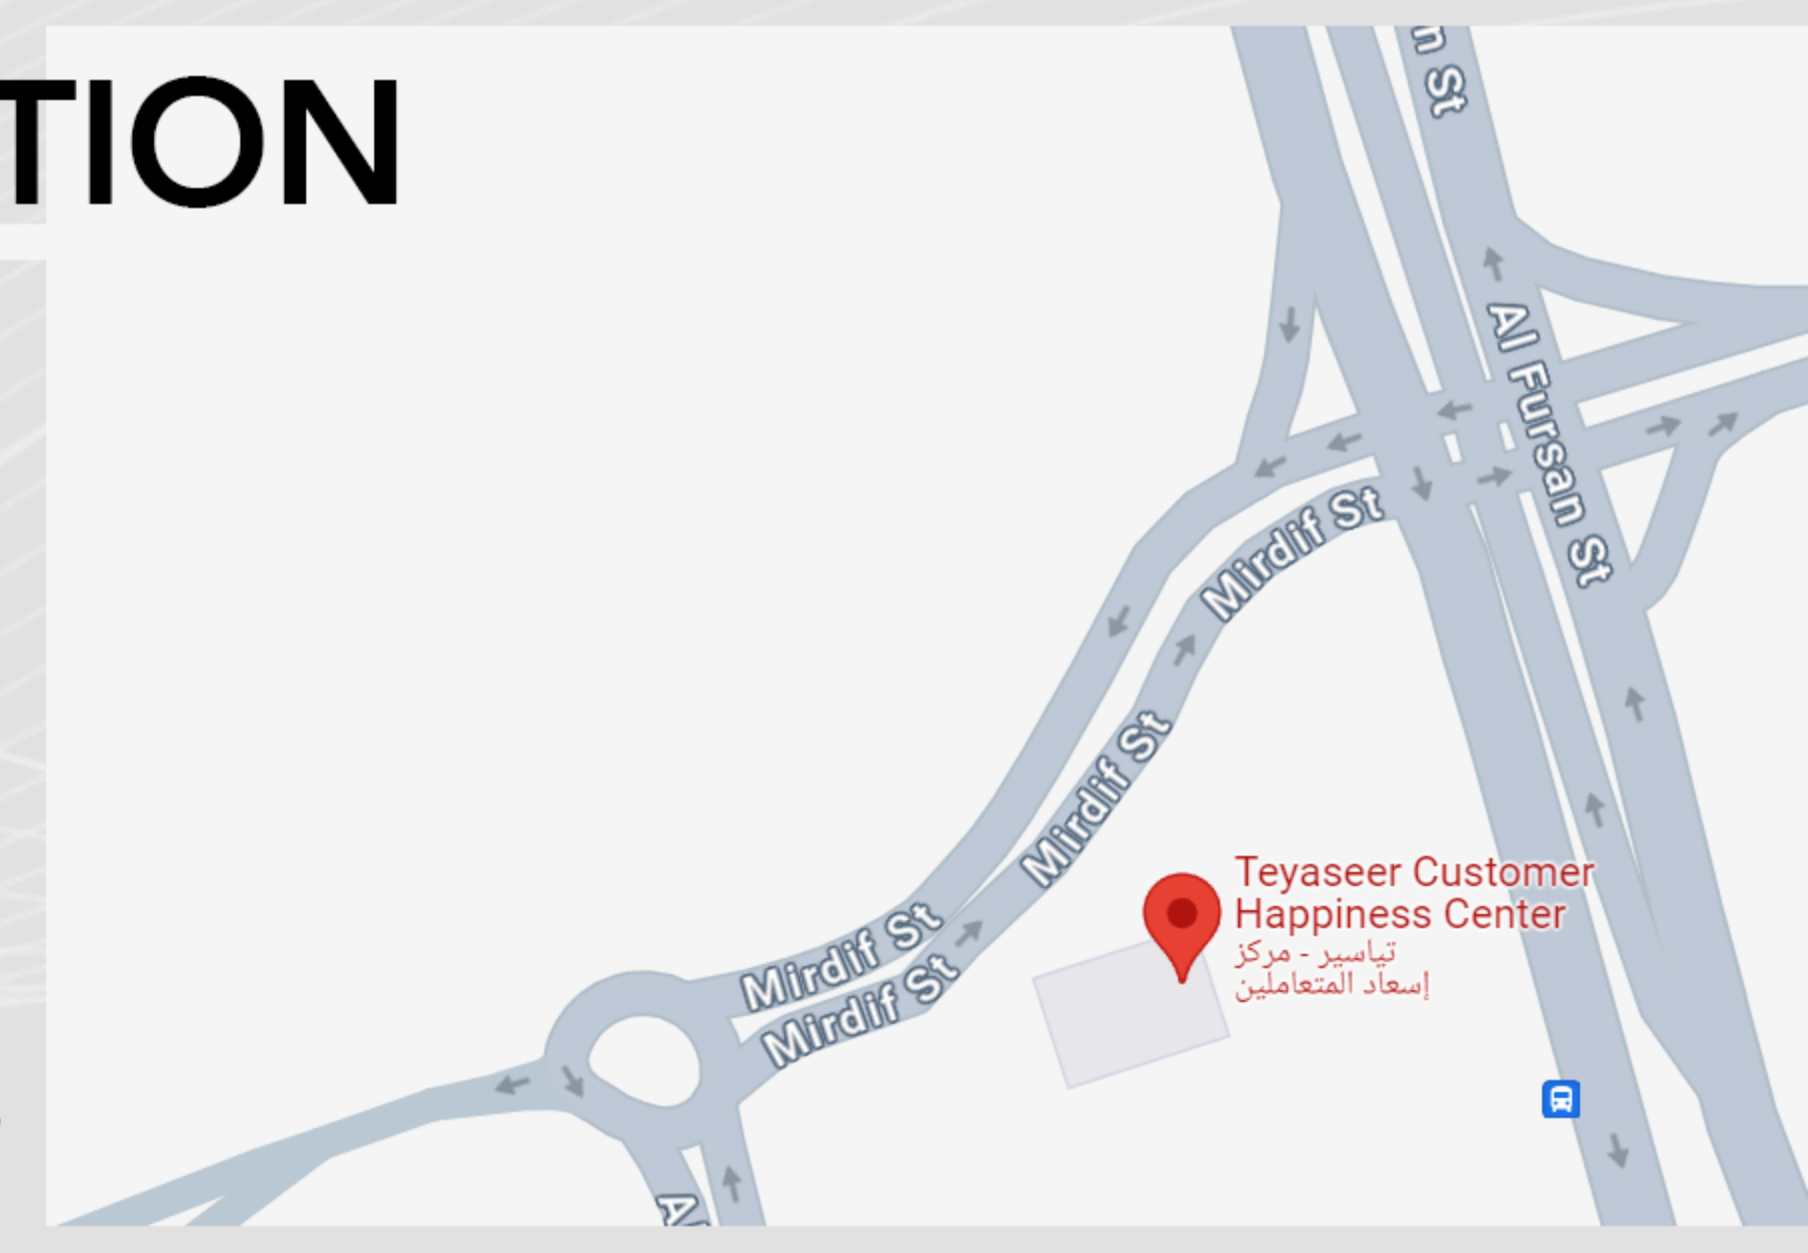 TION
n St
Al Fursan St
Mirdif St
Mirdif St
Mirdif St
Mirdif St
Teyaseer Customer
Happiness Center
تياسير - مركز
إسعاد المتعاملين
Al